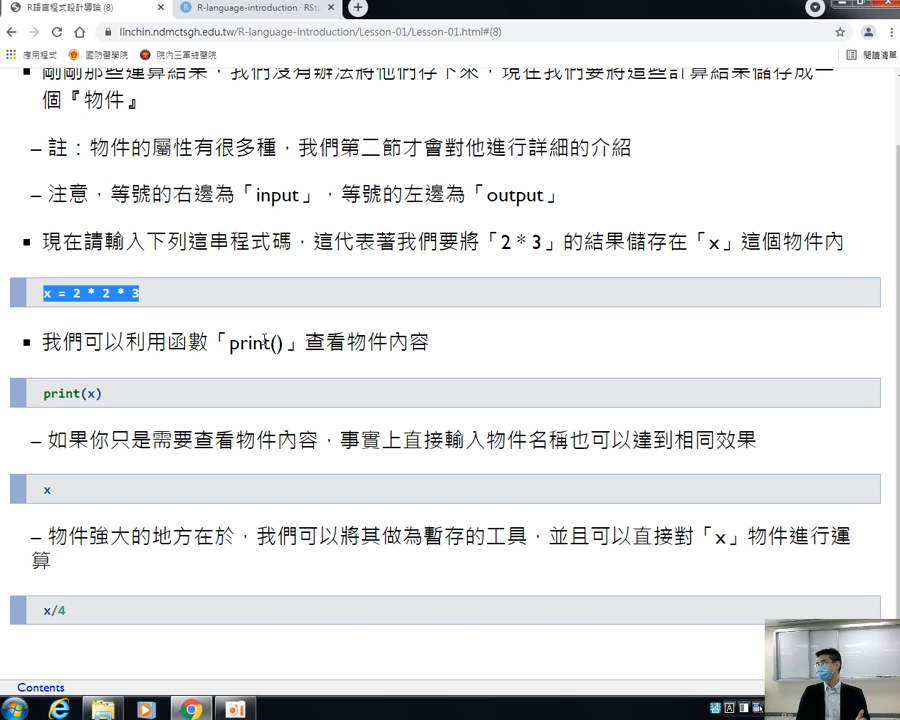 R語言程式設計導論 (8)
R-language-introduction · RSt
linchin.ndmctsgh.edu.tw/R-language-introduction/Lesson-01/Lesson-01.html#(8)
應用程式 國防醫學院 院內三軍總醫院 閱讀清單
剛剛那些運算結果，我們沒有辦法將他們存下來，現在我們要將這些計算結果儲存成一
個『物件』
– 註：物件的屬性有很多種，我們第二節才會對他進行詳細的介紹
– 注意，等號的右邊為「input」，等號的左邊為「output」
現在請輸入下列這串程式碼，這代表著我們要將「2 * 3」的結果儲存在「x」這個物件內
x = 2 * 2 * 3
我們可以利用函數「print()」查看物件內容
print(x)
– 如果你只是需要查看物件內容，事實上直接輸入物件名稱也可以達到相同效果
x
– 物件強大的地方在於，我們可以將其做為暫存的工具，並且可以直接對「x」物件進行運
算
x/4
Contents